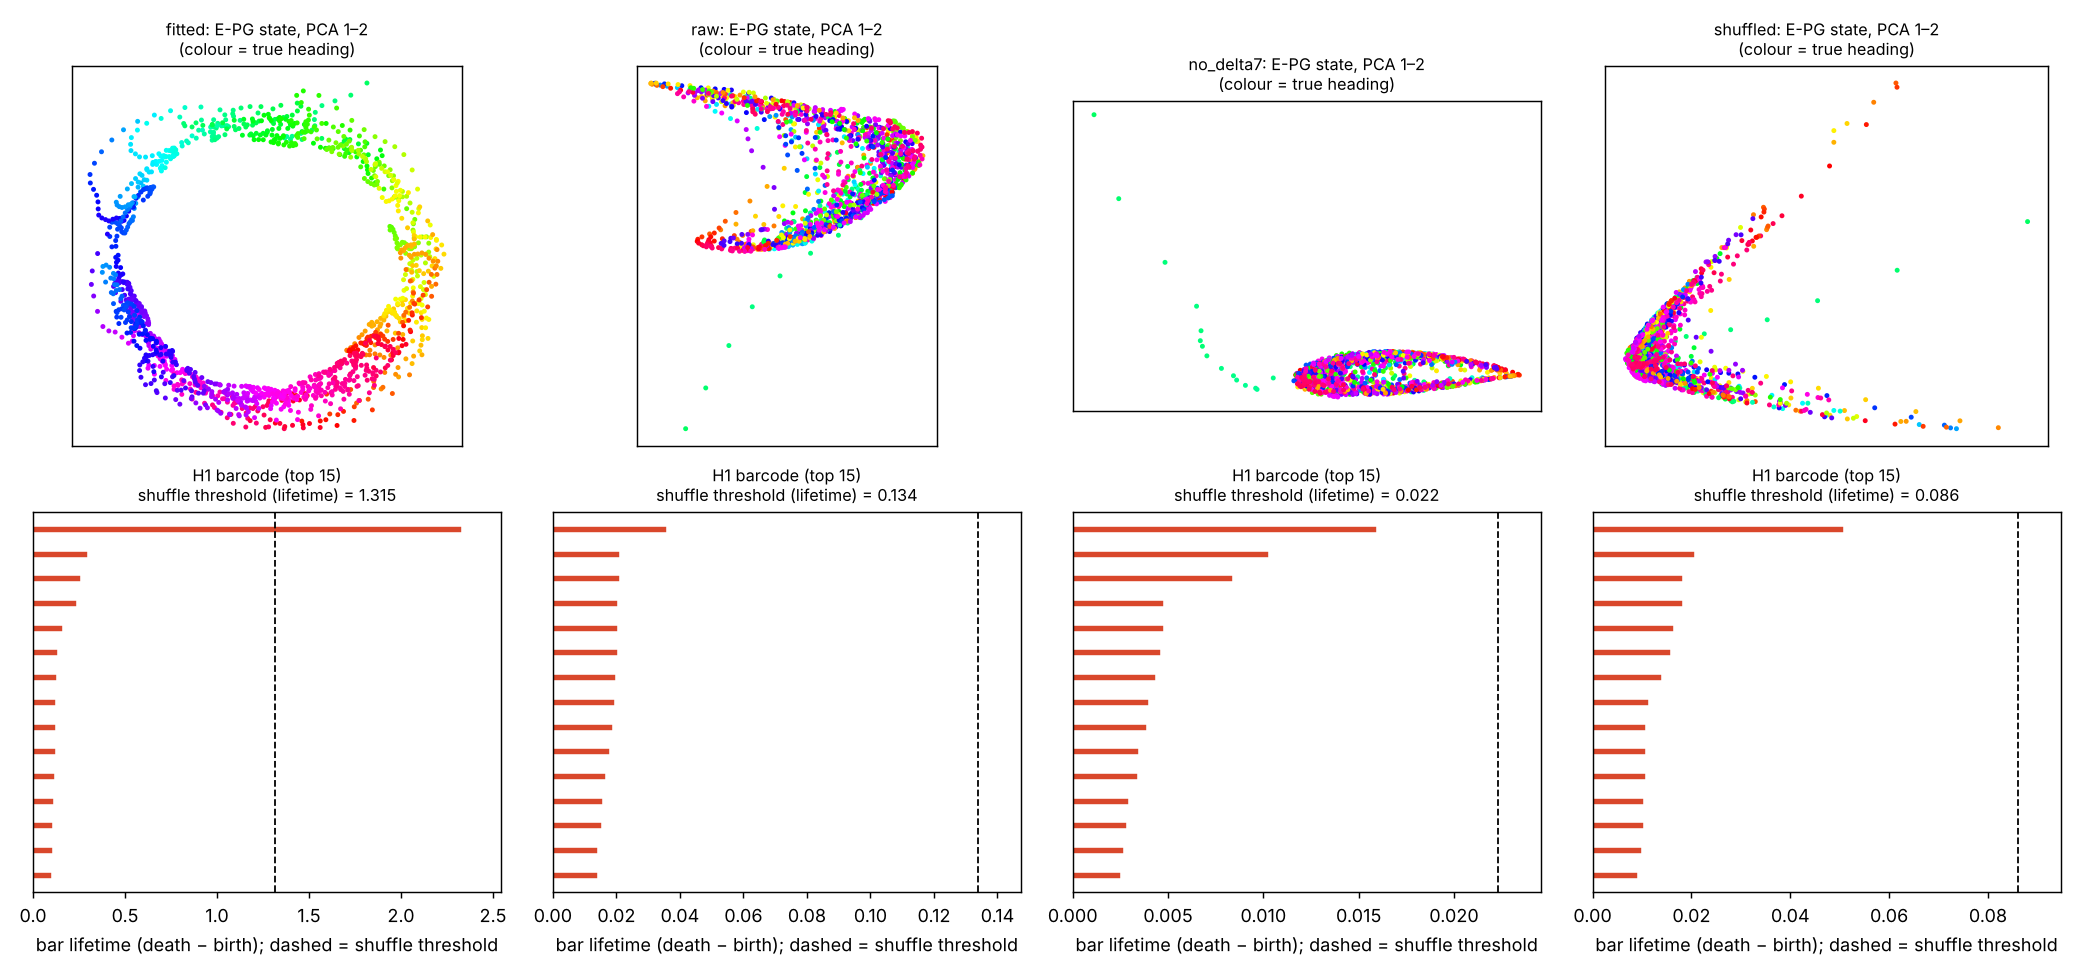 fitted: E-PG state, PCA 1–2
(colour = true heading)
raw: E-PG state, PCA 1–2
(colour = true heading)
no_delta7: E-PG state, PCA 1–2
(colour = true heading)
shuffled: E-PG state, PCA 1–2
(colour = true heading)
H1 barcode (top 15)
shuffle threshold (lifetime) = 1.315
H1 barcode (top 15)
shuffle threshold (lifetime) = 0.134
H1 barcode (top 15)
shuffle threshold (lifetime) = 0.022
H1 barcode (top 15)
shuffle threshold (lifetime) = 0.086
0.0 0.5 1.0 1.5 2.0 2.5
bar lifetime (death − birth); dashed = shuffle threshold
0.00 0.02 0.04 0.06 0.08 0.10 0.12 0.14
bar lifetime (death − birth); dashed = shuffle threshold
0.000 0.005 0.010 0.015 0.020
bar lifetime (death − birth); dashed = shuffle threshold
0.00 0.02 0.04 0.06 0.08
bar lifetime (death − birth); dashed = shuffle threshold